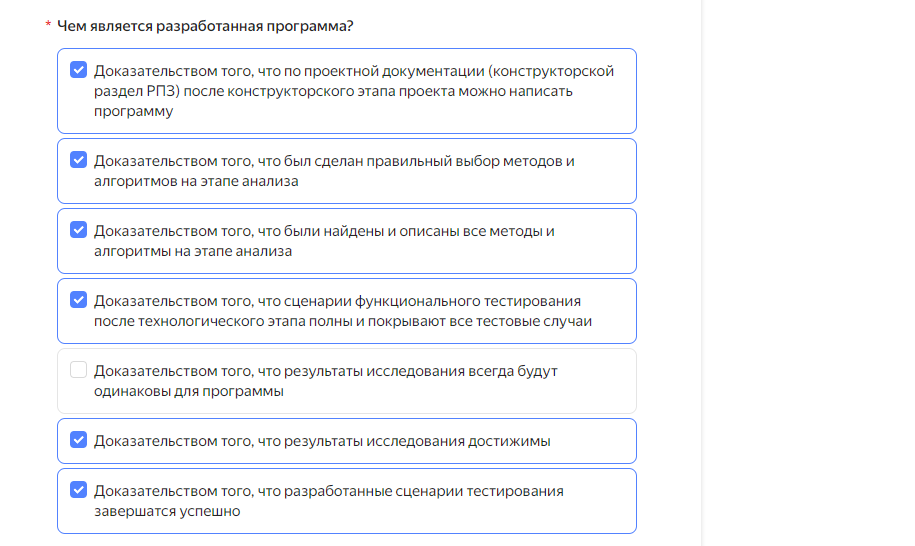 * Чем является разработанная программа?
Доказательством того, что по проектной документации (конструкторской
раздел РПЗ) после конструкторского этапа проекта можно написать
программу
Доказательством того, что был сделан правильный выбор методов и
алгоритмов на этапе анализа
Доказательством того, что были найдены и описаны все методы и
алгоритмы на этапе анализа
Доказательством того, что сценарии функционального тестирования
после технологического этапа полны и покрывают все тестовые случаи
Доказательством того, что результаты исследования всегда будут
одинаковы для программы
Доказательством того, что результаты исследования достижимы
Доказательством того, что разработанные сценарии тестирования
завершатся успешно